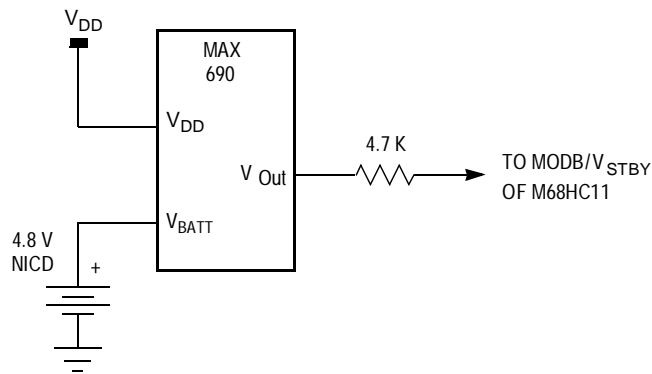 VDD
MAX
690
VDD
4.7 K
V Out
TO MODB/VSTBY
OF M68HC11
VBATT
4.8 V
NICD
+